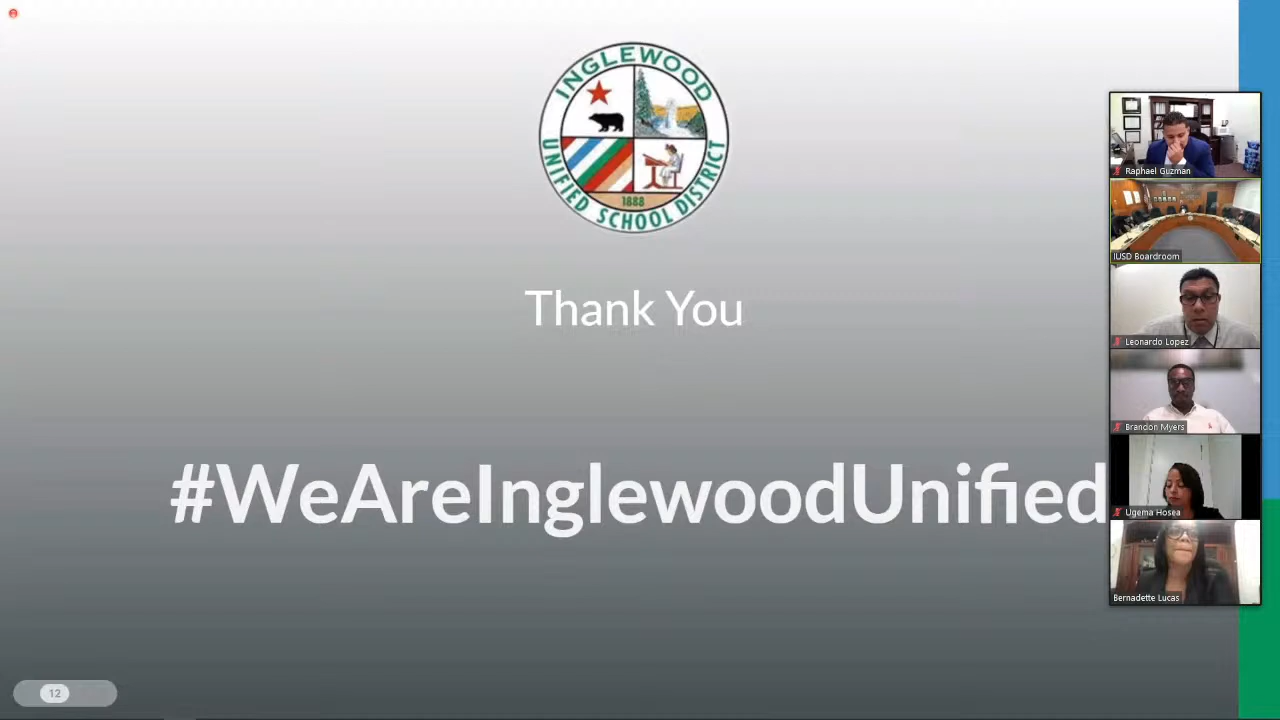 INGLEWOOD
UNIFIED SCHOOL DISTRICT
1888
Thank You
#WeAreInglewoodUnified
Raphael Guzman
IUSD Boardroom
Leonardo Lopez
Brandon Myers
Ugema Hosea
Bernadette Lucas
12